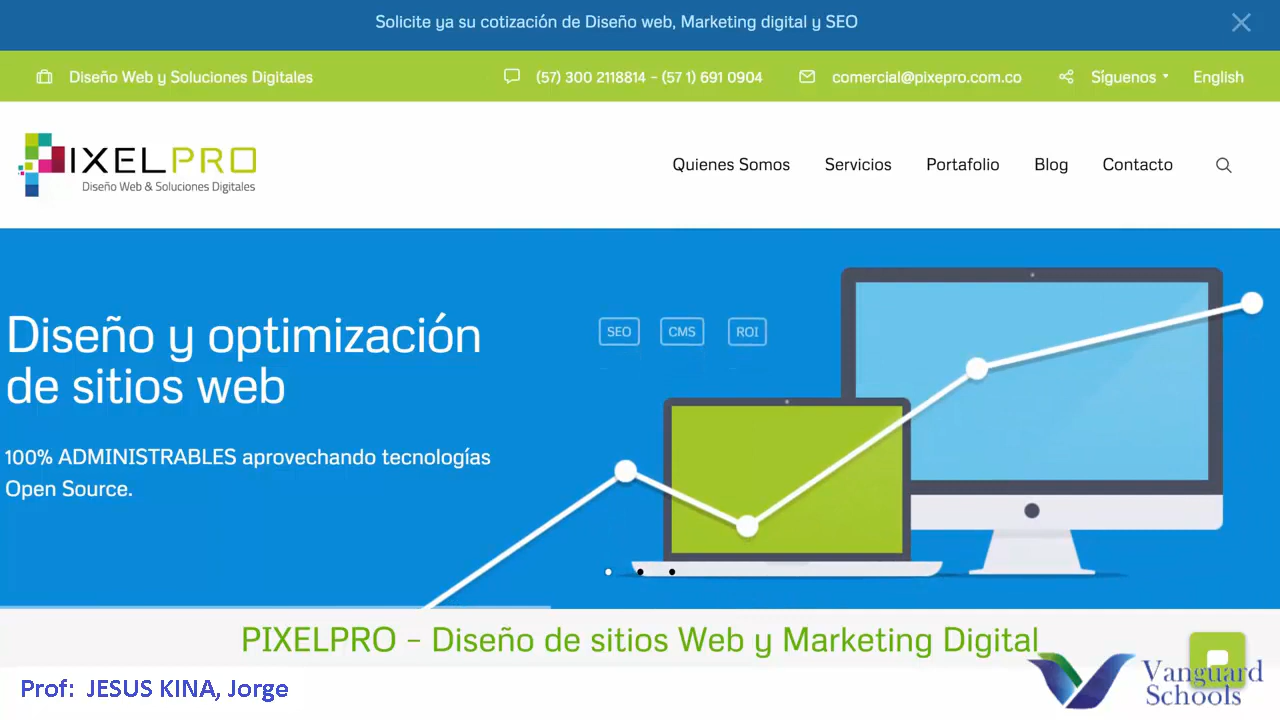 Solicite ya su cotización de Diseño web, Marketing digital y SEO
Diseño Web y Soluciones Digitales
(57) 300 2118814 - (57 1) 691 0904
comercial@pixepro.com.co
Síguenos
English
PIXELPRO
Diseño Web & Soluciones Digitales
Quienes Somos
Servicios
Portafolio
Blog
Contacto
Diseño y optimización
de sitios web
SEO
CMS
ROI
100% ADMINISTRABLES aprovechando tecnologías
Open Source.
PIXELPRO - Diseño de sitios Web y Marketing Digital
Prof: JESUS KINA, Jorge
Vanguard
Schools